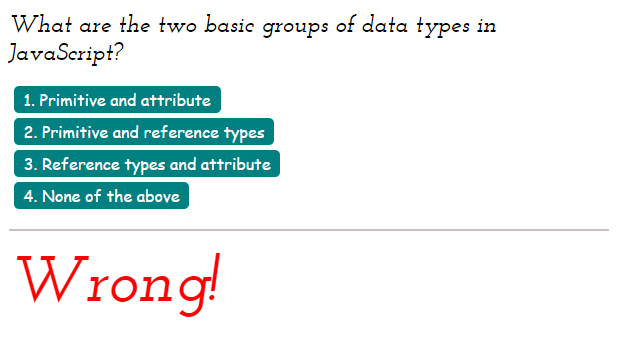 What are the two basic groups of data types in
JavaScript?
1. Primitive and attribute
2. Primitive and reference types
3. Reference types and attribute
4. None of the above
Wrong!